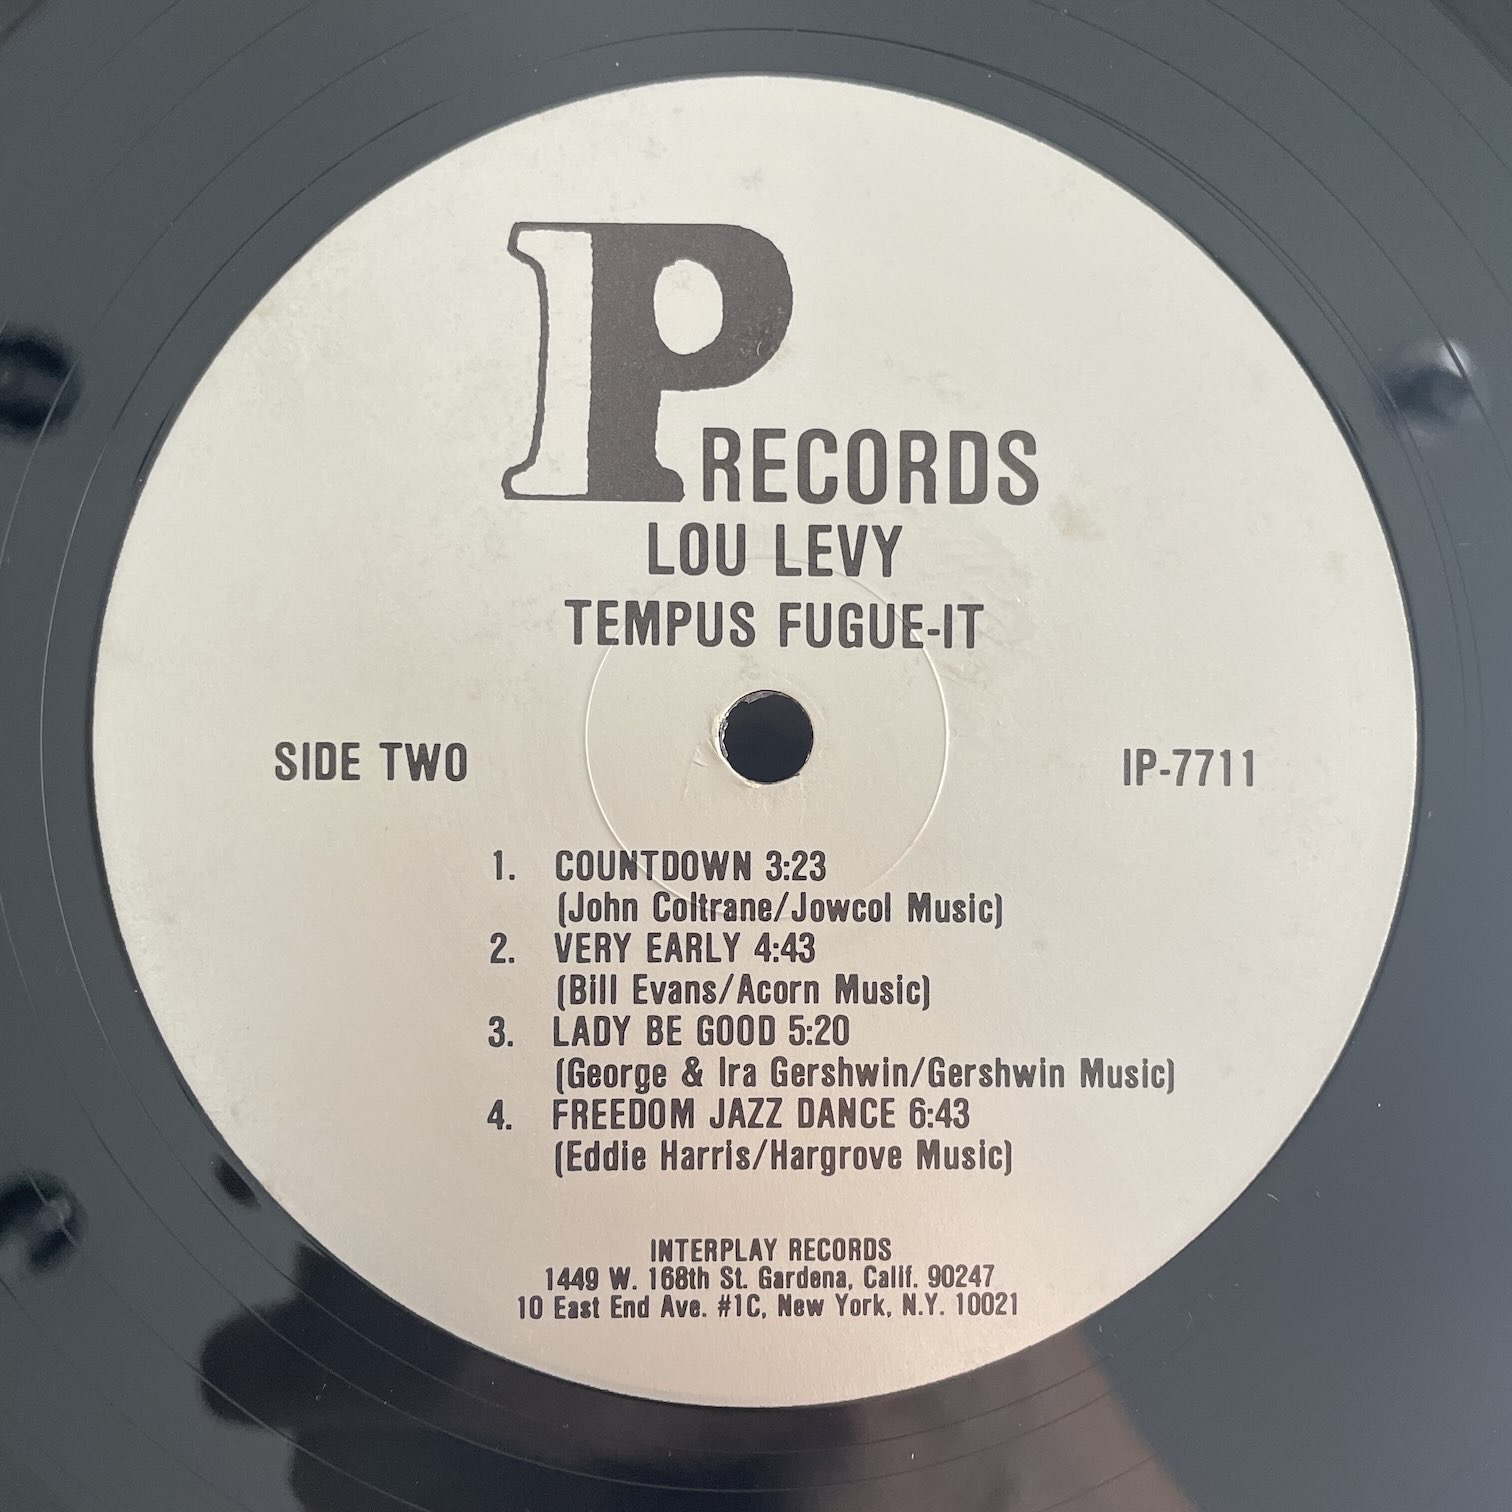 IP RECORDS
LOU LEVY
TEMPUS FUGUE-IT
SIDE TWO
IP-7711
1. COUNTDOWN 3:23
(John Coltrane/Jowcol Music)
2. VERY EARLY 4:43
(Bill Evans/Acorn Music)
3. LADY BE GOOD 5:20
(George & Ira Gershwin/Gershwin Music)
4. FREEDOM JAZZ DANCE 6:43
(Eddie Harris/Hargrove Music)
INTERPLAY RECORDS
1449 W. 168th St. Gardena, Calif. 90247
10 East End Ave. #1C, New York, N.Y. 10021